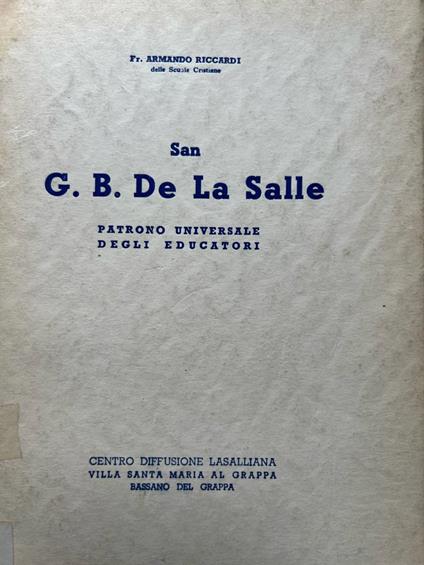 Fr. ARMANDO RICCARDI
delle Scuole Cristiane
San
G. B. De La Salle
PATRONO UNIVERSALE
DEGLI EDUCATORI
CENTRO DIFFUSIONE LASALLIANA
VILLA SANTA MARIA AL GRAPPA
BASSANO DEL GRAPPA